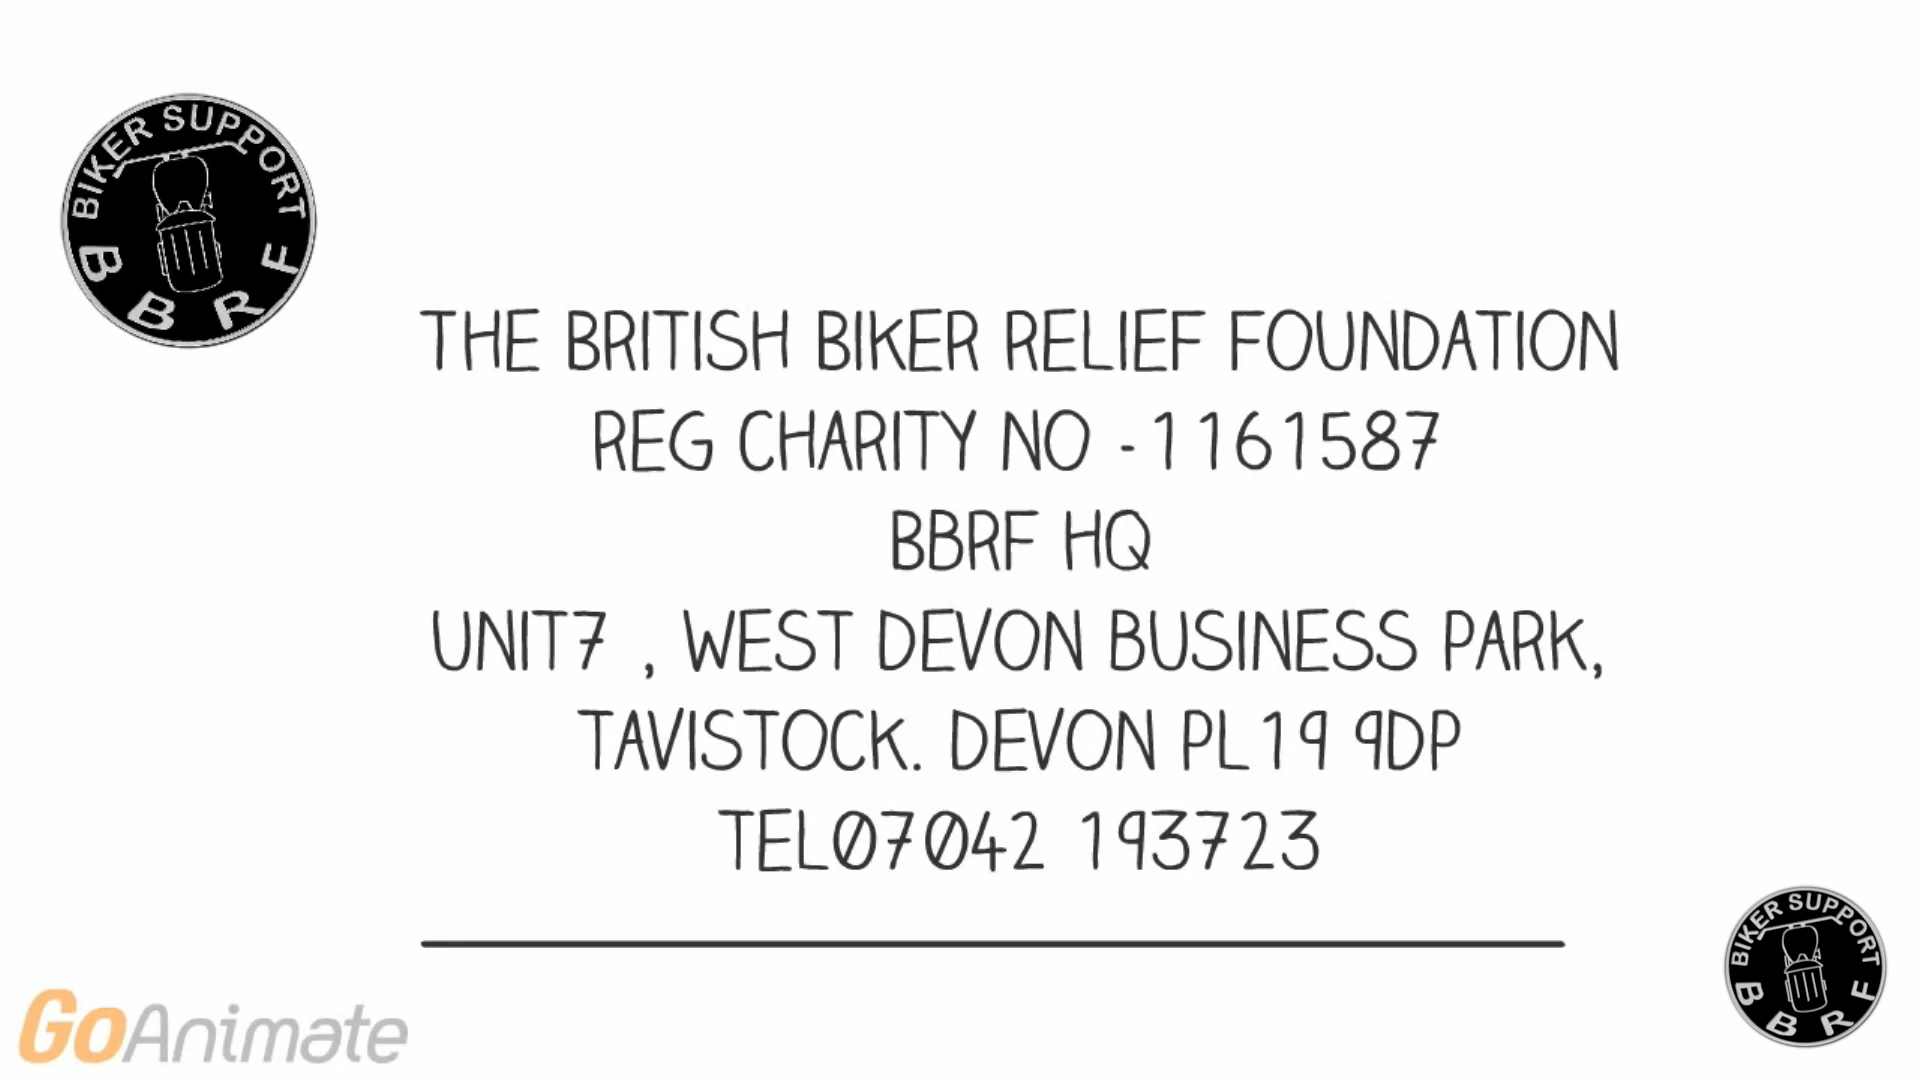 BIKER SUPPORT
BBRF
THE BRITISH BIKER RELIEF FOUNDATION
REG CHARITY NO -1161587
BBRF HQ
UNIT7 , WEST DEVON BUSINESS PARK,
TAVISTOCK. DEVON PL19 9DP
TEL07042 193723
BIKER SUPPORT
BBRF
GoAnimate